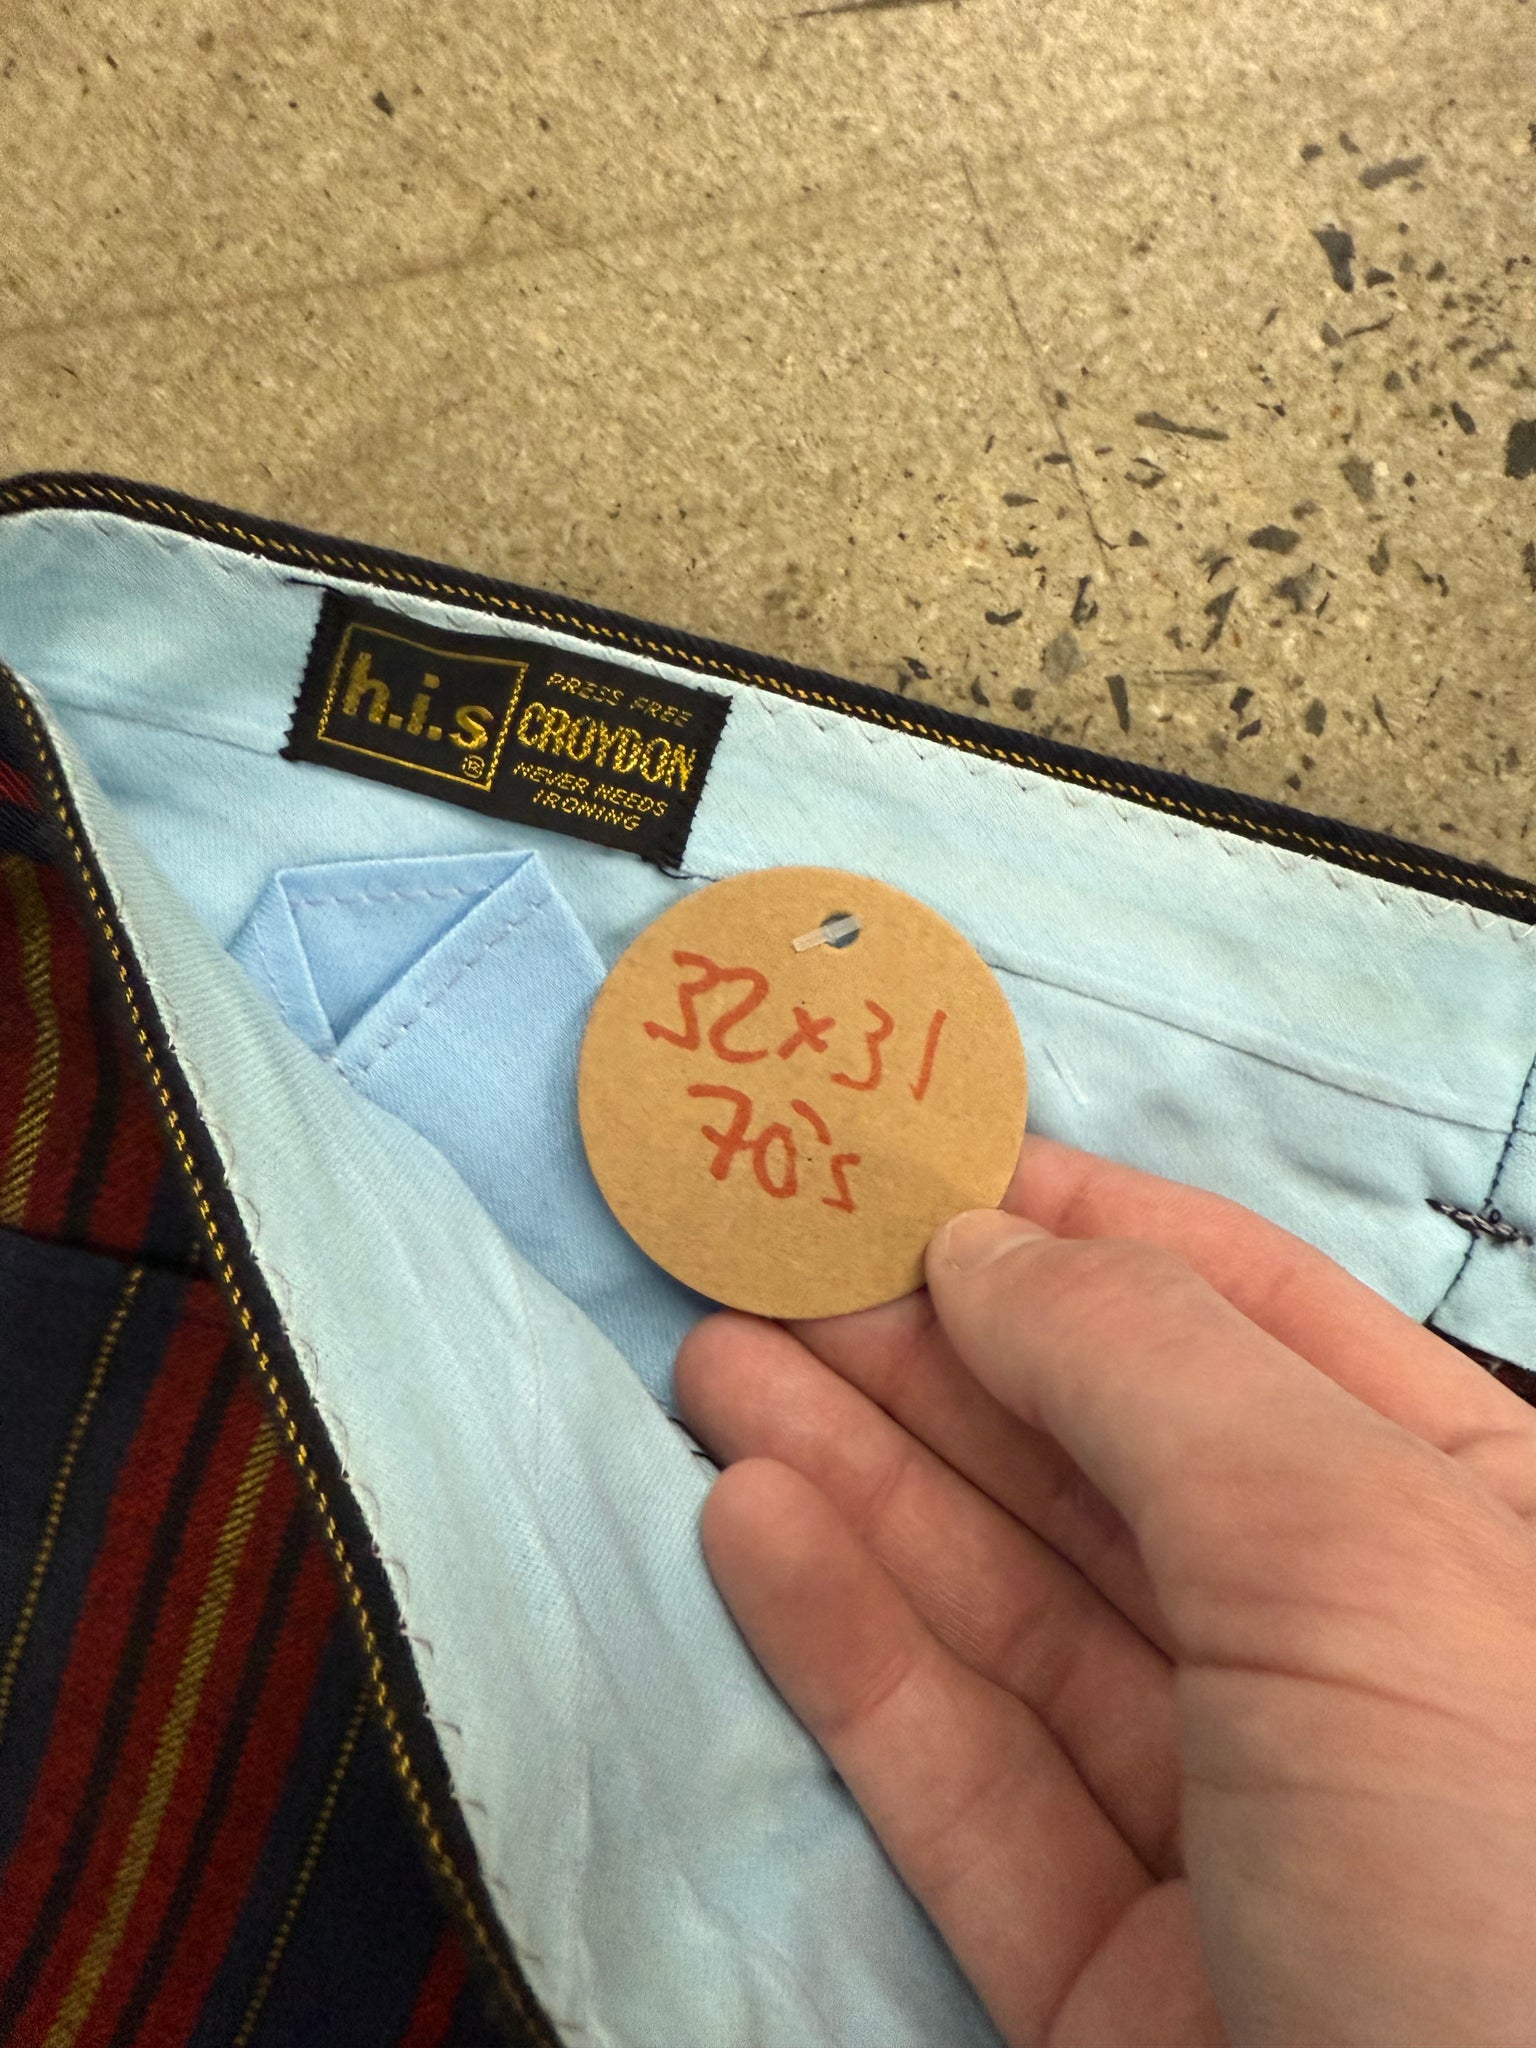 h.i.s®
PRESS FREE
CROYDON
NEVER NEEDS
IRONING
32x31
70's